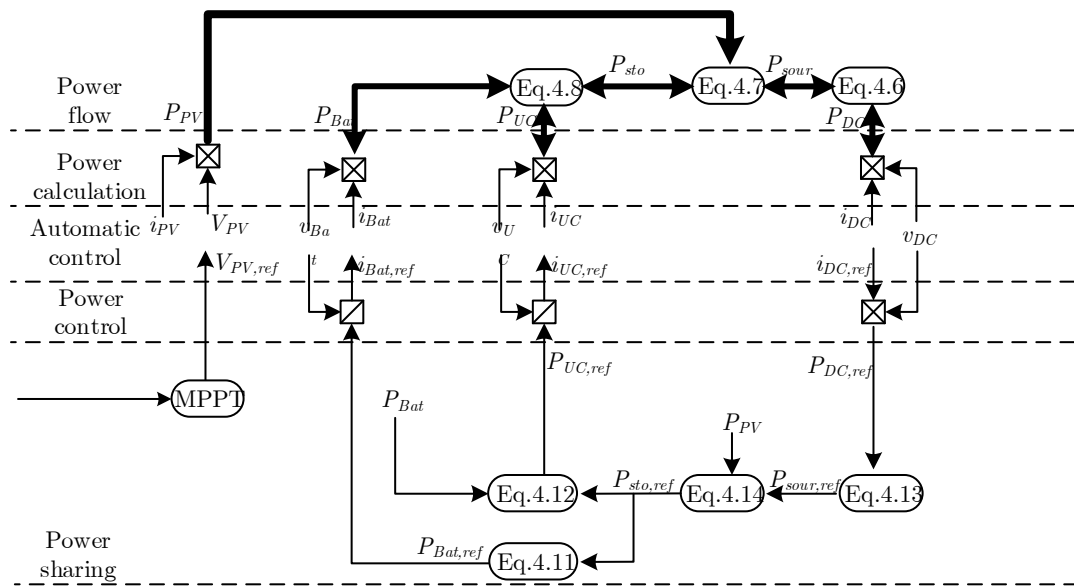 P_sto
P_sour
Power
flow
Eq.4.8
Eq.4.7
Eq.4.6
P_PV
P_Bat
P_UC
P_DC
Power
calculation
i_PV
V_PV
v_Ba
t
i_Bat
v_U
C
i_UC
i_DC
v_DC
Automatic
control
V_PV,ref
i_Bat,ref
i_UC,ref
i_DC,ref
Power
control
P_UC,ref
P_DC,ref
MPPT
P_Bat
P_PV
Eq.4.12
P_sto,ref
Eq.4.14
P_sour,ref
Eq.4.13
Power
sharing
P_Bat,ref
Eq.4.11